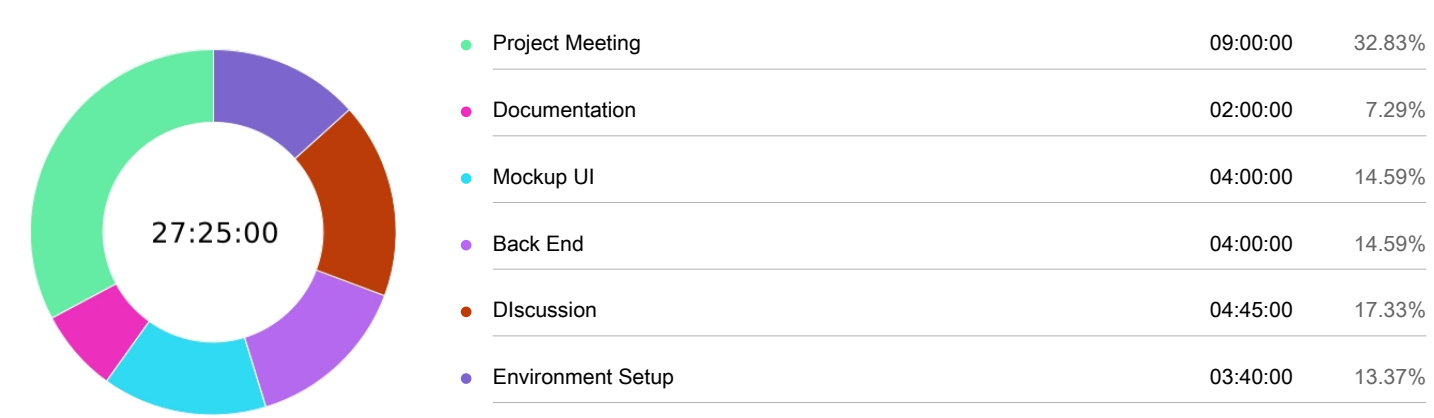 Project Meeting 09:00:00 32.83%
Documentation 02:00:00 7.29%
Mockup UI 04:00:00 14.59%
27:25:00
Back End 04:00:00 14.59%
DIscussion 04:45:00 17.33%
Environment Setup 03:40:00 13.37%